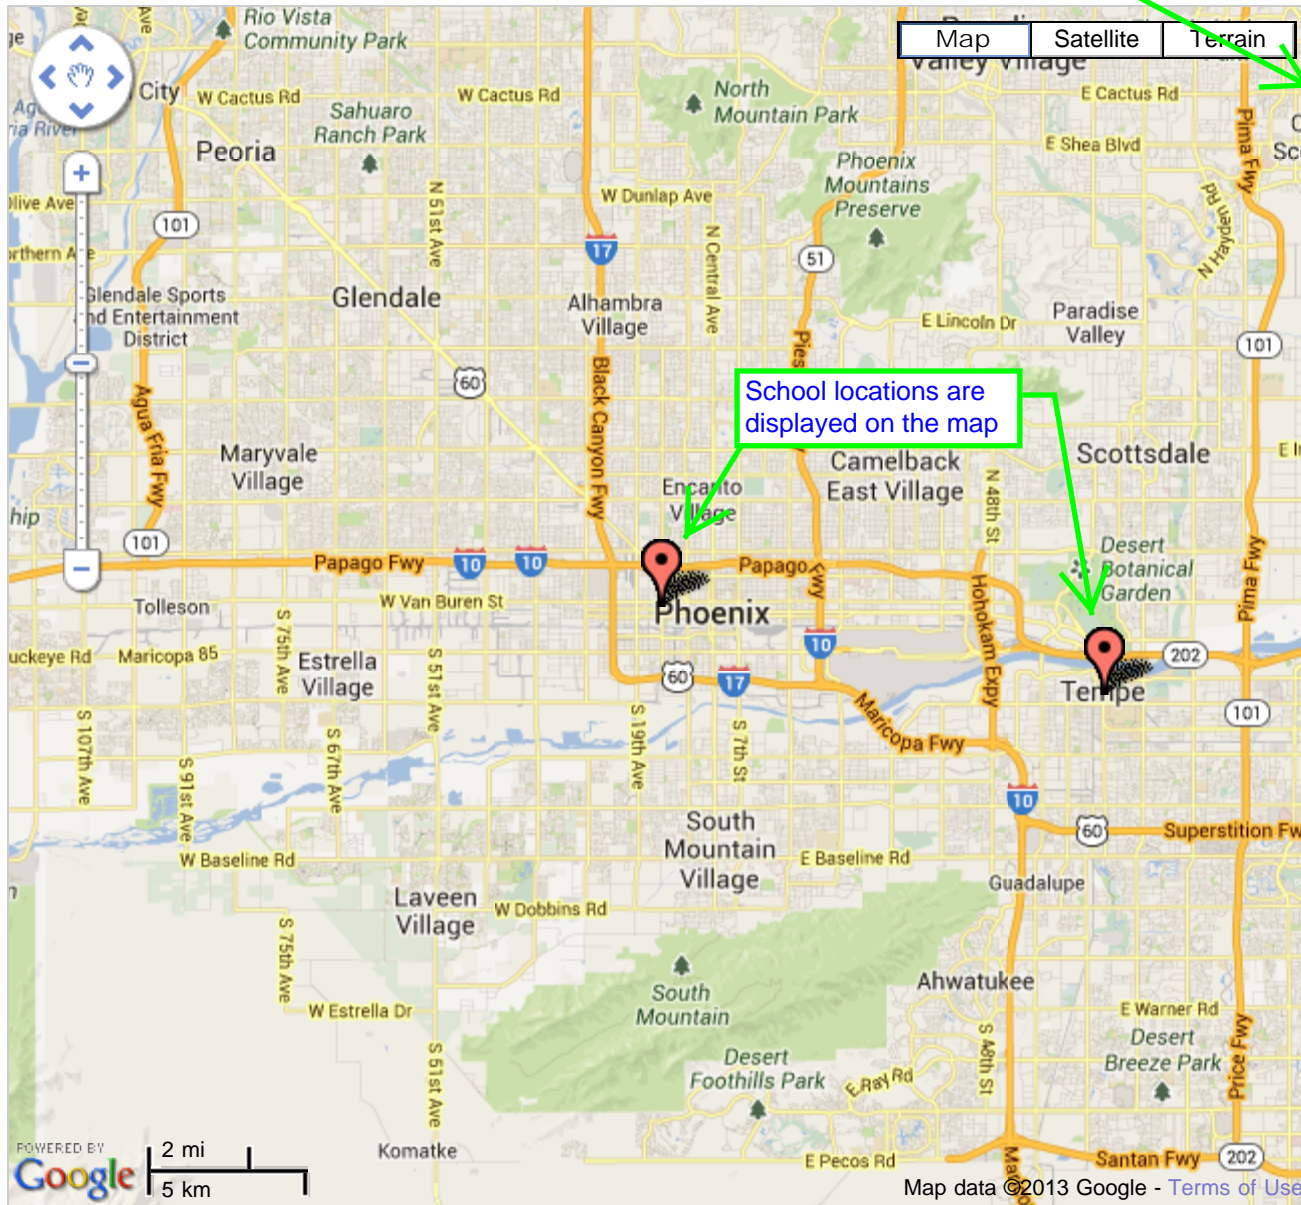 Rio Vista
Community Park
Map
Satellite
Terrain
Valley Village
City
W Cactus Rd
W Cactus Rd
North
Mountain Park
E Cactus Rd
Sahuaro
Ranch Park
Peoria
E Shea Blvd
Pima Fwy
Phoenix
Mountains
Preserve
N 51st Ave
W Dunlap Ave
N Hayden Rd
Olive Ave
101
17
N Central Ave
51
Glendale Sports
and Entertainment
District
Glendale
Alhambra
Village
E Lincoln Dr
Paradise
Valley
101
60
Black Canyon Fwy
Agua Fria Fwy
School locations are
displayed on the map
Maryvale
Village
Camelback
East Village
Scottsdale
N 48th St
Encanto
Village
101
Papago Fwy
10
10
Papago Fwy
Desert
Botanical
Garden
Pima Fwy
Tolleson
W Van Buren St
Phoenix
Hohokam Expy
S 75th Ave
Maricopa 85
Estrella
Village
S 51st Ave
10
202
60
17
Tempe
101
S 107th Ave
S 19th Ave
S 7th St
Maricopa Fwy
S 67th Ave
S 91st Ave
10
60
Superstition Fw
South
Mountain
Village
W Baseline Rd
E Baseline Rd
Guadalupe
Laveen
Village
W Dobbins Rd
S 75th Ave
South
Mountain
Ahwatukee
W Estrella Dr
E Warner Rd
S 48th St
Desert
Breeze Park
Price Fwy
S 51st Ave
Desert
Foothills Park
E Ray Rd
POWERED BY
Google
2 mi
5 km
Komatke
E Pecos Rd
Santan Fwy
202
Map data ©2013 Google - Terms of Use